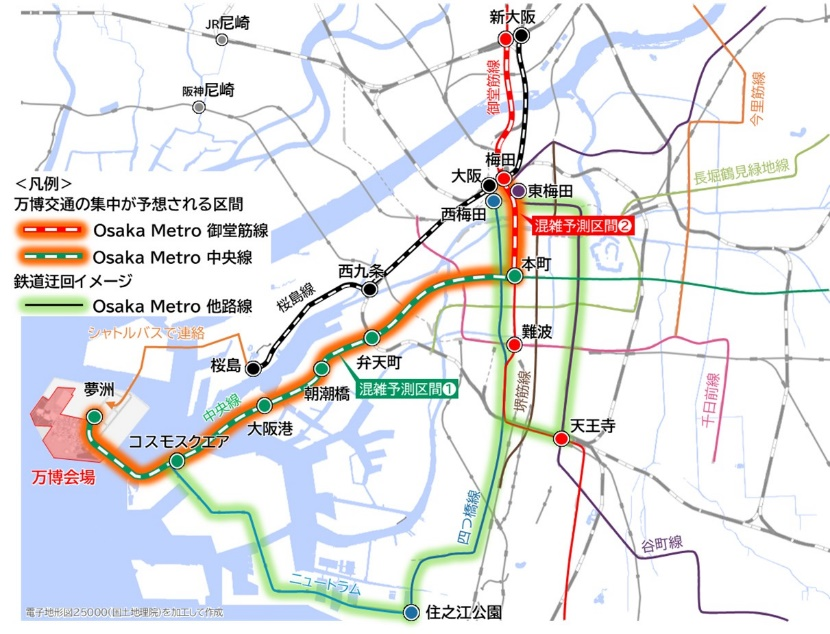 新大阪
JR尼崎
御堂筋線
今里筋線
阪神尼崎
梅田
大阪
東梅田
長堀鶴見緑地線
西梅田
<凡例>
万博交通の集中が予想される区間
Osaka Metro 御堂筋線
Osaka Metro 中央線
鉄道迂回イメージ
Osaka Metro 他路線
混雑予測区間❷
本町
西九条
桜島線
シャトルバスで連絡
難波
弁天町
桜島
混雑予測区間❶
朝潮橋
堺筋線
千日前線
夢洲
中央線
大阪港
天王寺
コスモスクエア
万博会場
四つ橋線
谷町線
ニュートラム
住之江公園
電子地形図25000(国土地理院)を加工して作成